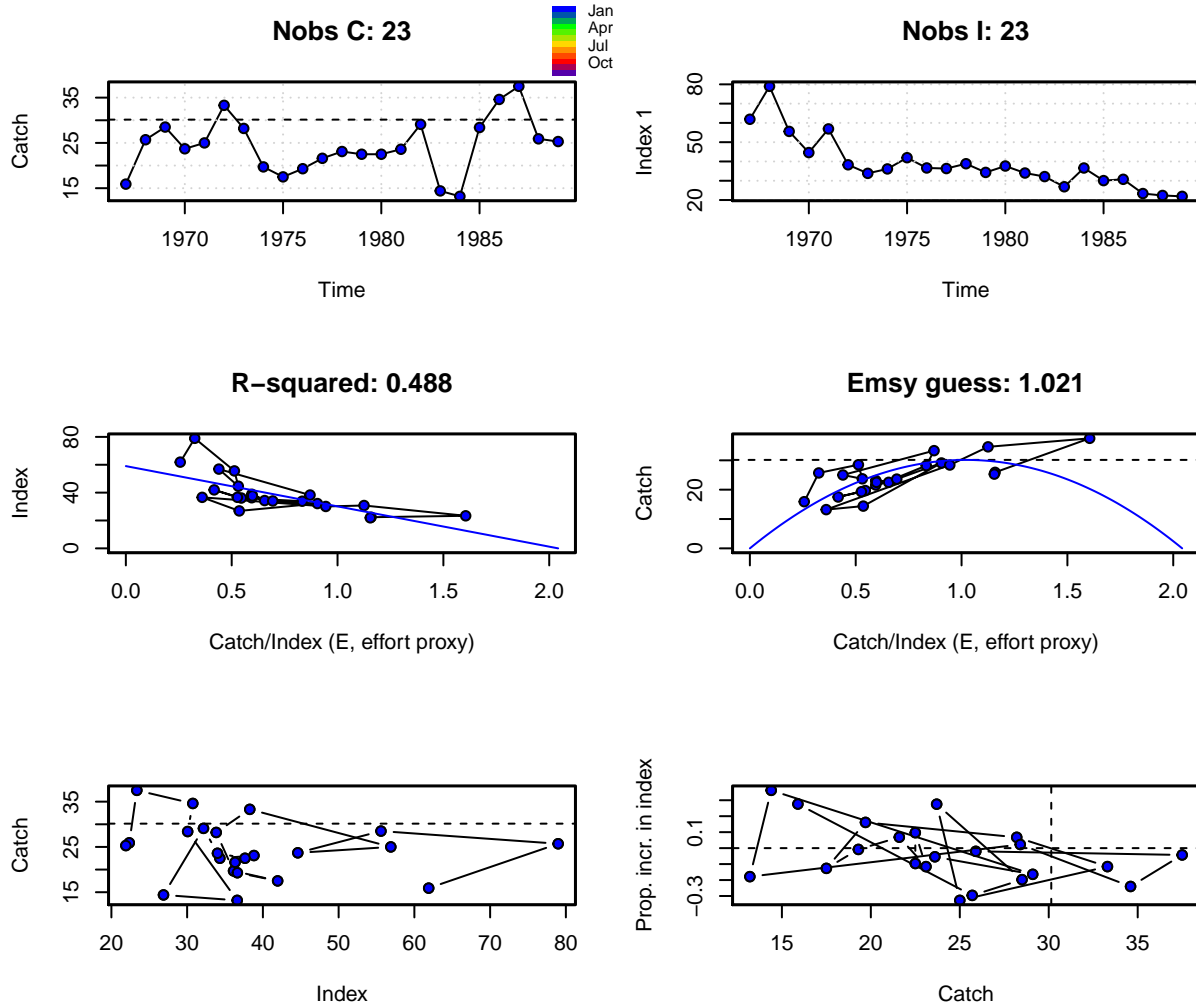 Nobs C: 23
Jan
Apr
Jul
Oct
Nobs I: 23
Catch
15 25 35
1970 1975 1980 1985
Time
Index 1
20 50 80
1970 1975 1980 1985
Time
R−squared: 0.488
Index
0 40 80
0.0 0.5 1.0 1.5 2.0
Catch/Index (E, effort proxy)
Emsy guess: 1.021
Catch
0 20
0.0 0.5 1.0 1.5 2.0
Catch/Index (E, effort proxy)
Catch
15 25 35
20 30 40 50 60 70 80
Index
Prop. incr. in index
−0.3 0.1
15 20 25 30 35
Catch